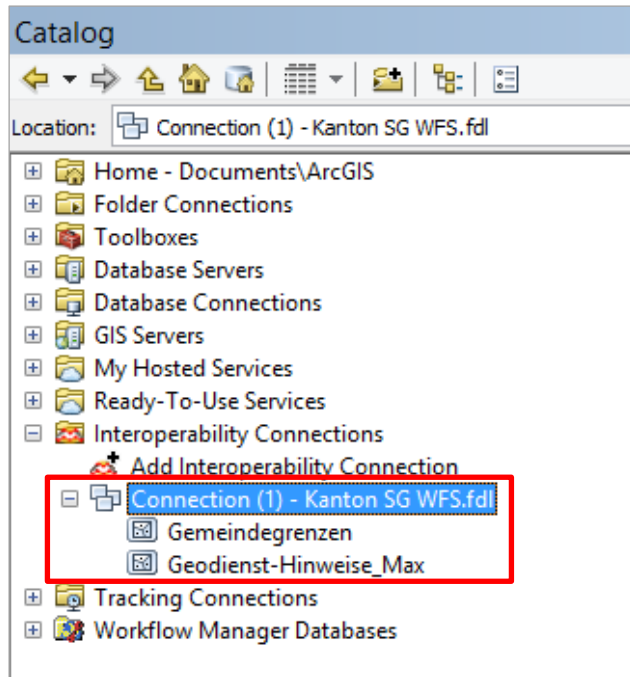 Catalog
Location: Connection (1) - Kanton SG WFS.fdl
Home - Documents\ArcGIS
Folder Connections
Toolboxes
Database Servers
Database Connections
GIS Servers
My Hosted Services
Ready-To-Use Services
Interoperability Connections
Add Interoperability Connection
Connection (1) - Kanton SG WFS.fdl
Gemeindegrenzen
Geodienst-Hinweise_Max
Tracking Connections
Workflow Manager Databases